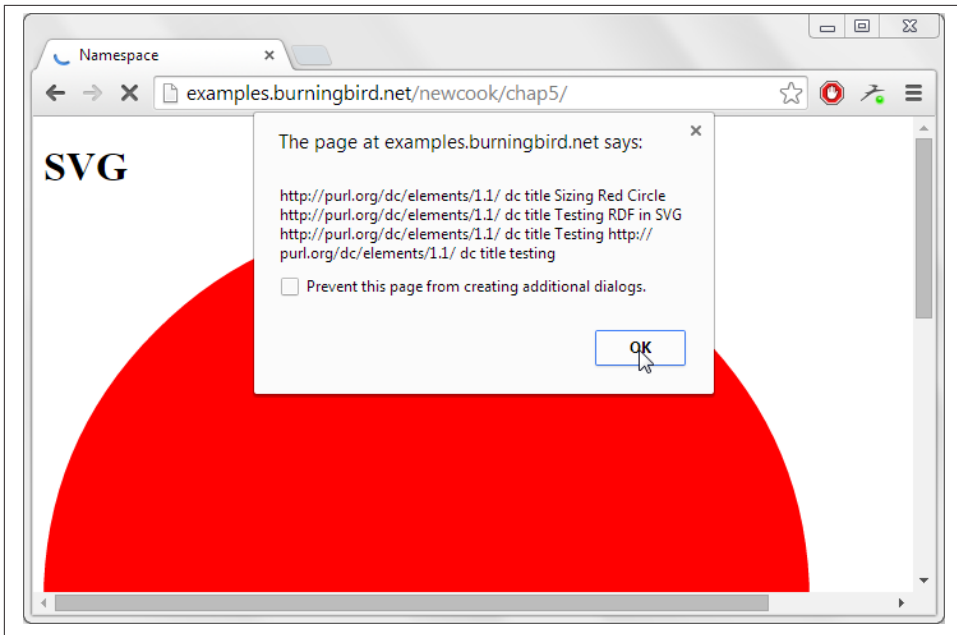 Namespace
examples.burningbird.net/newcook/chap5/
SVG
The page at examples.burningbird.net says:
http://purl.org/dc/elements/1.1/ dc title Sizing Red Circle
http://purl.org/dc/elements/1.1/ dc title Testing RDF in SVG
http://purl.org/dc/elements/1.1/ dc title Testing http://
purl.org/dc/elements/1.1/ dc title testing
Prevent this page from creating additional dialogs.
OK